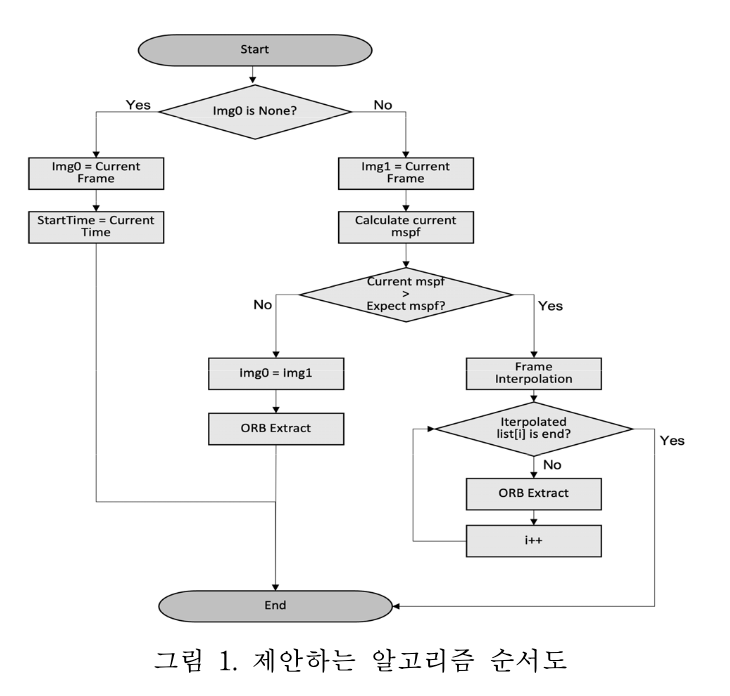 Start
Img0 is None?
Yes
No
Img0 = Current
Frame
StartTime = Current
Time
Img1 = Current
Frame
Calculate current
mspf
Current mspf
>
Expect mspf?
No
Yes
Img0 = Img1
ORB Extract
Frame
Interpolation
Iterpolated
list[i] is end?
Yes
No
ORB Extract
i++
End
그림 1. 제안하는 알고리즘 순서도